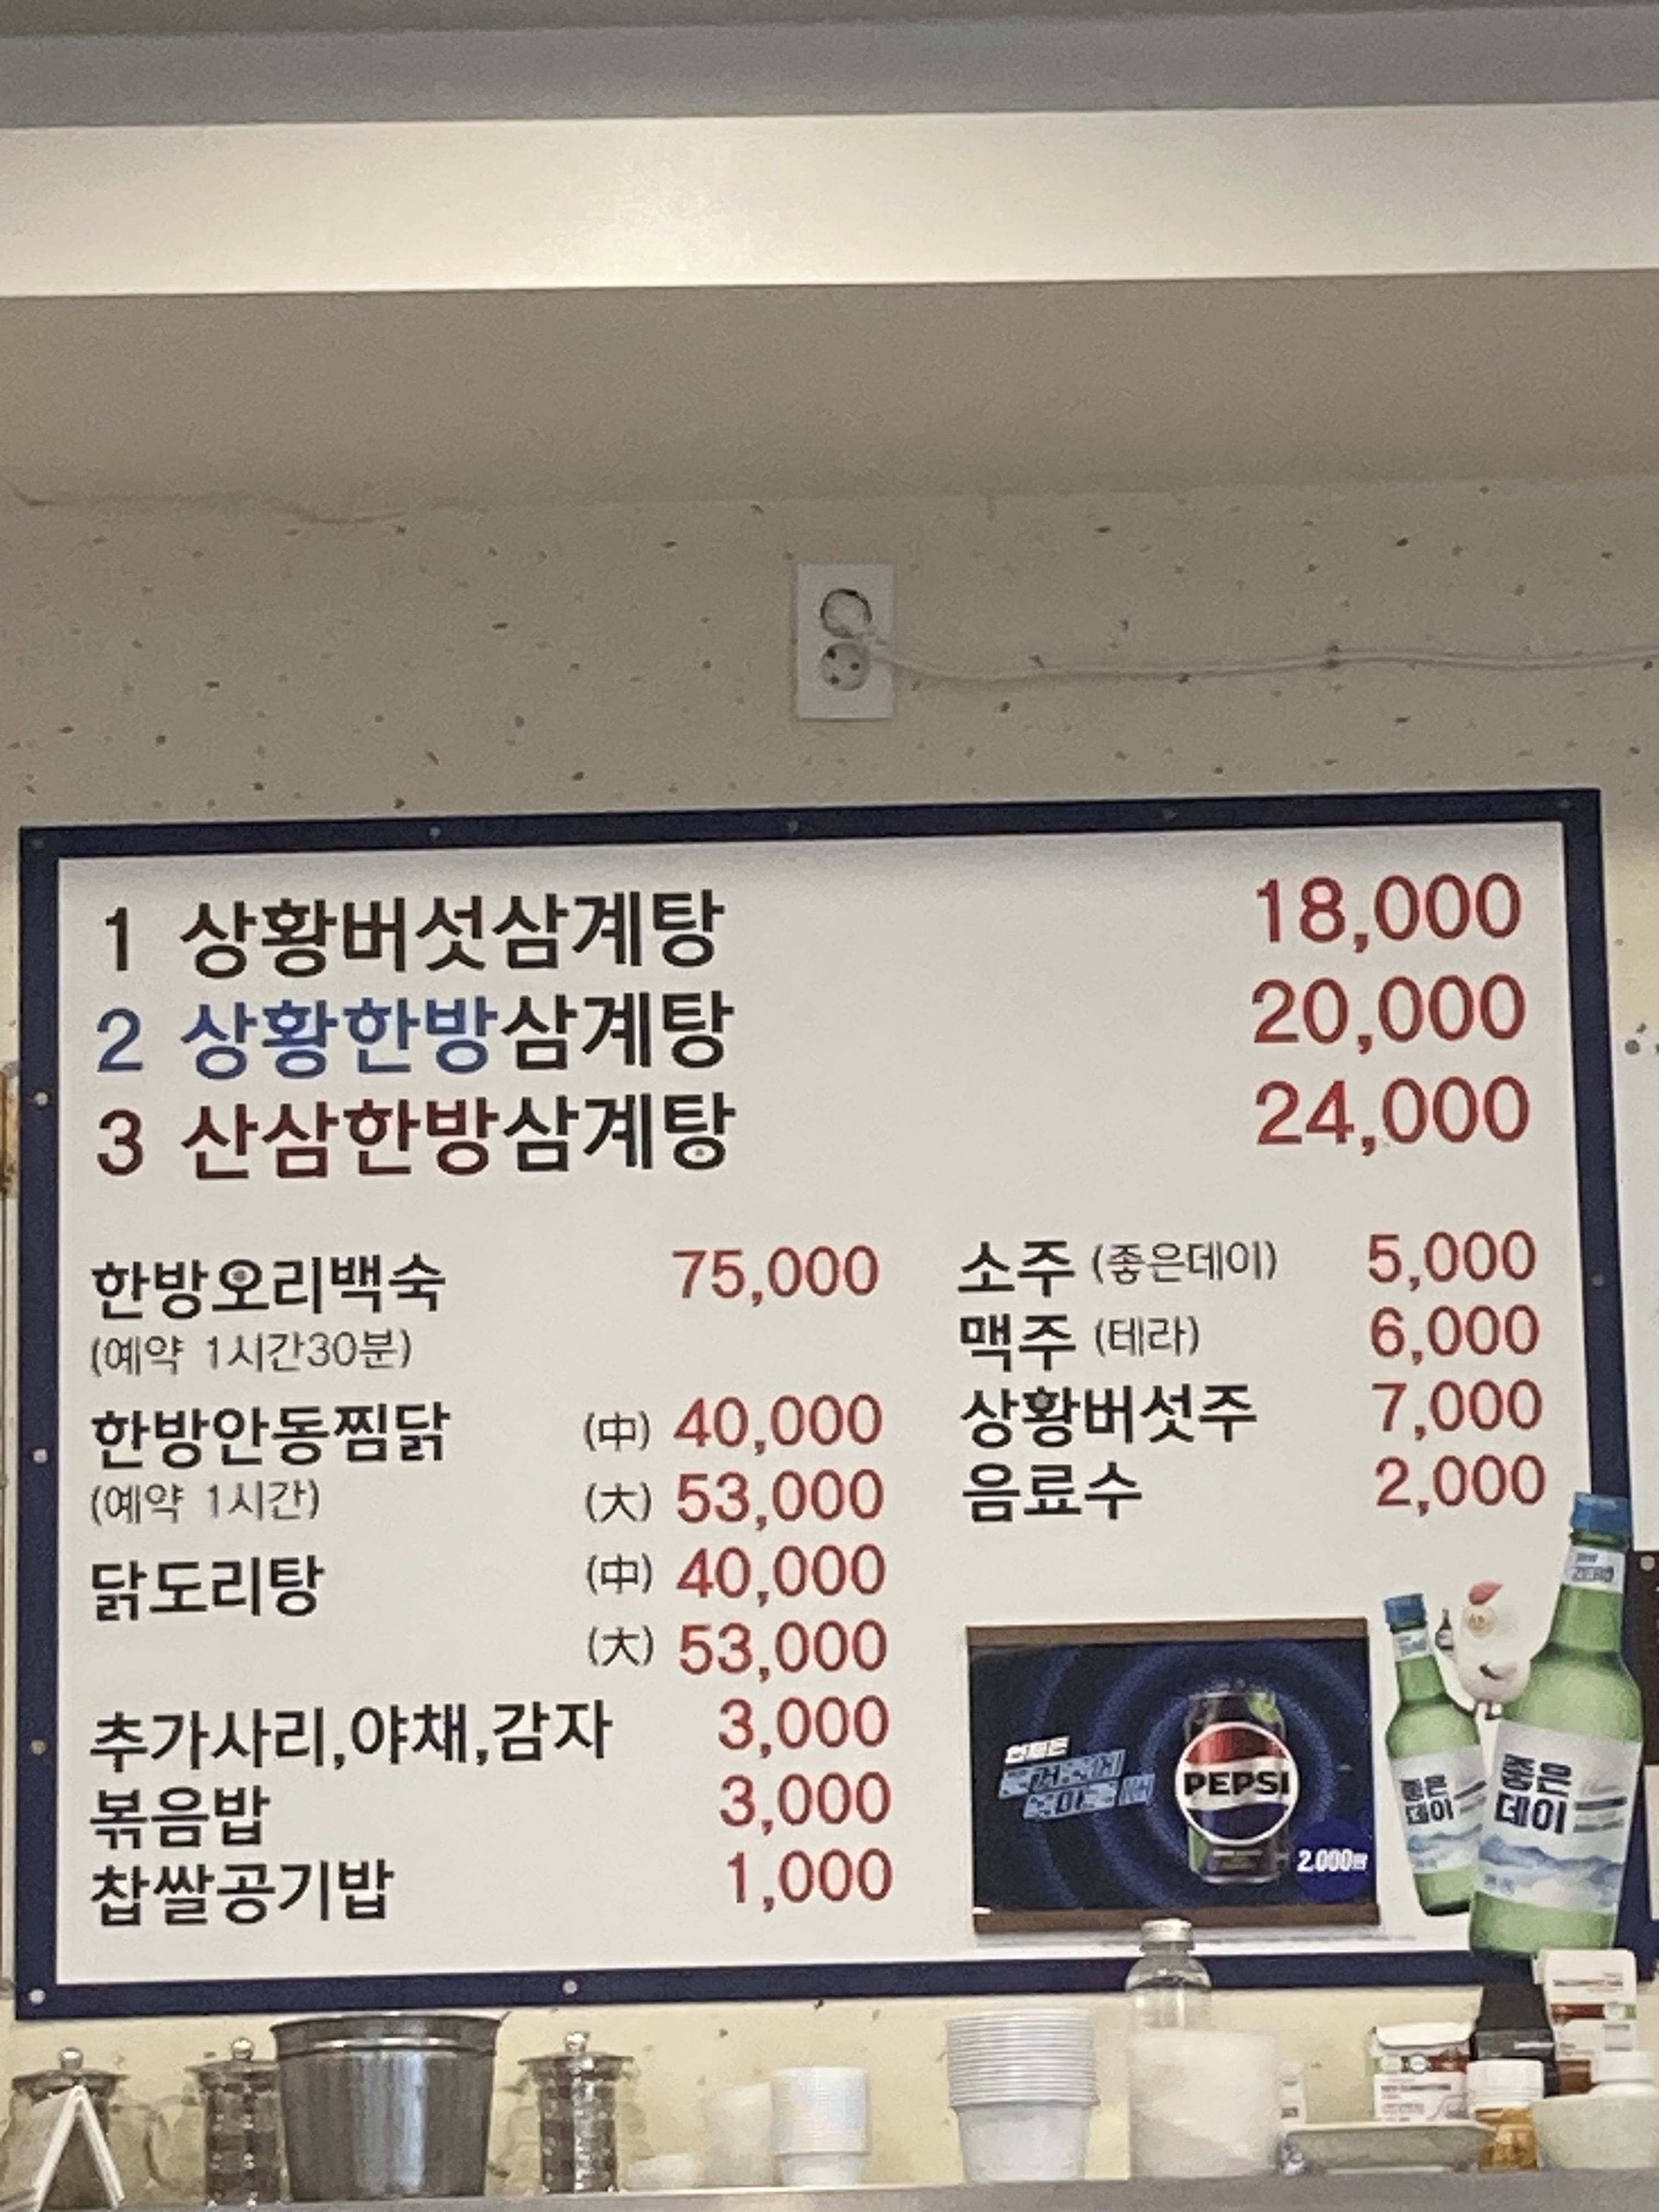 1 상황버섯삼계탕 18,000
2 상황한방삼계탕 20,000
3 산삼한방삼계탕 24,000
한방오리백숙 75,000
(예약 1시간30분)
한방안동찜닭 (中) 40,000
(예약 1시간) (大) 53,000
닭도리탕 (中) 40,000
(大) 53,000
추가사리,야채,감자 3,000
볶음밥 3,000
찹쌀공기밥 1,000
소주 (좋은데이) 5,000
맥주 (테라) 6,000
상황버섯주 7,000
음료수 2,000
PEPSI
2,000원
좋은
데이
좋은
데이